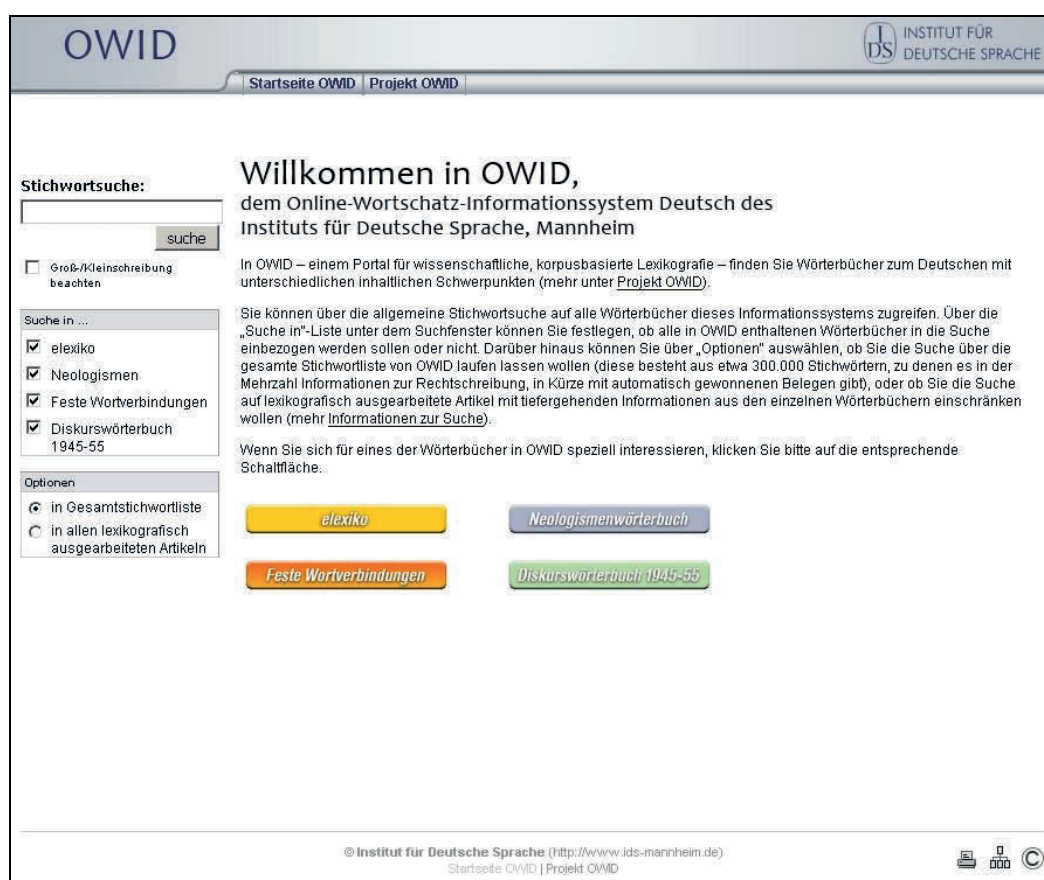 OWID
INSTITUT FÜR
DEUTSCHE SPRACHE
IDS
Startseite OWID | Projekt OWID
Stichwortsuche:
suche
Groß-/Kleinschreibung
beachten
Suche in ...
elexiko
Neologismen
Feste Wortverbindungen
Diskurswörterbuch
1945-55
Optionen
in Gesamtstichwortliste
in allen lexikografisch
ausgearbeiteten Artikeln
Willkommen in OWID,
dem Online-Wortschatz-Informationssystem Deutsch des
Instituts für Deutsche Sprache, Mannheim
In OWID – einem Portal für wissenschaftliche, korpusbasierte Lexikografie – finden Sie Wörterbücher zum Deutschen mit
unterschiedlichen inhaltlichen Schwerpunkten (mehr unter Projekt OWID).
Sie können über die allgemeine Stichwortsuche auf alle Wörterbücher dieses Informationssystems zugreifen. Über die
„Suche in"-Liste unter dem Suchfenster können Sie festlegen, ob alle in OWID enthaltenen Wörterbücher in die Suche
einbezogen werden sollen oder nicht. Darüber hinaus können Sie über „Optionen" auswählen, ob Sie die Suche über die
gesamte Stichwortliste von OWID laufen lassen wollen (diese besteht aus etwa 300.000 Stichwörtern, zu denen es in der
Mehrzahl Informationen zur Rechtschreibung, in Kürze mit automatisch gewonnenen Belegen gibt), oder ob Sie die Suche
auf lexikografisch ausgearbeitete Artikel mit tiefergehenden Informationen aus den einzelnen Wörterbüchern einschränken
wollen (mehr Informationen zur Suche).
Wenn Sie sich für eines der Wörterbücher in OWID speziell interessieren, klicken Sie bitte auf die entsprechende
Schaltfläche.
elexiko
Neologismenwörterbuch
Feste Wortverbindungen
Diskurswörterbuch 1945-55
© Institut für Deutsche Sprache (http://www.ids-mannheim.de)
Startseite OWID | Projekt OWID
©